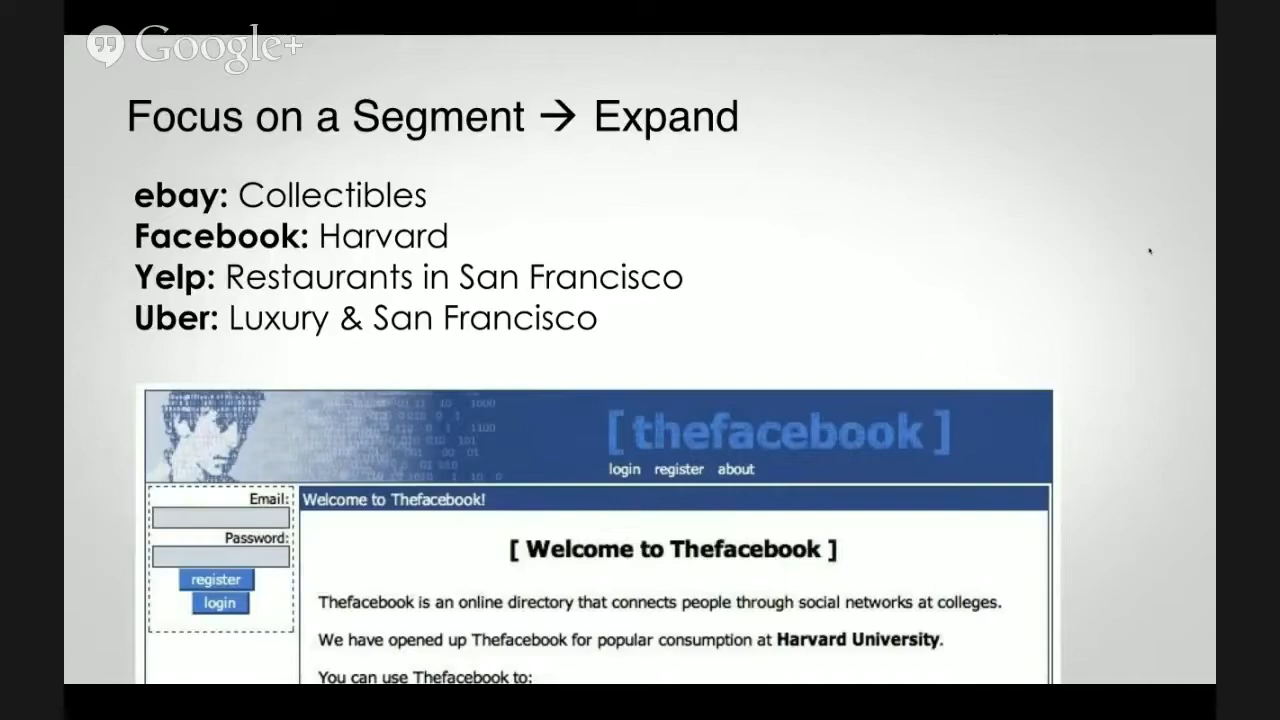 Google+
Focus on a Segment → Expand
ebay: Collectibles
Facebook: Harvard
Yelp: Restaurants in San Francisco
Uber: Luxury & San Francisco
[ thefacebook ]
login register about
Email:
Password:
register
login
Welcome to Thefacebook!
[ Welcome to Thefacebook ]
Thefacebook is an online directory that connects people through social networks at colleges.
We have opened up Thefacebook for popular consumption at Harvard University.
You can use Thefacebook to: